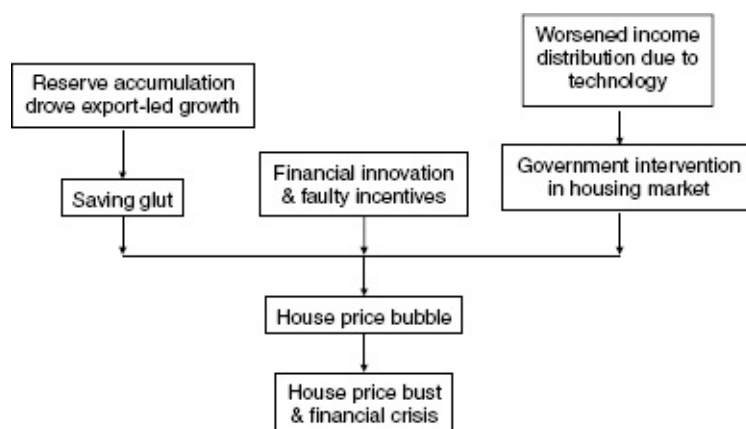 Worsened income
distribution due to
technology
Reserve accumulation
drove export-led growth
Saving glut
Financial innovation
& faulty incentives
Government intervention
in housing market
House price bubble
House price bust
& financial crisis